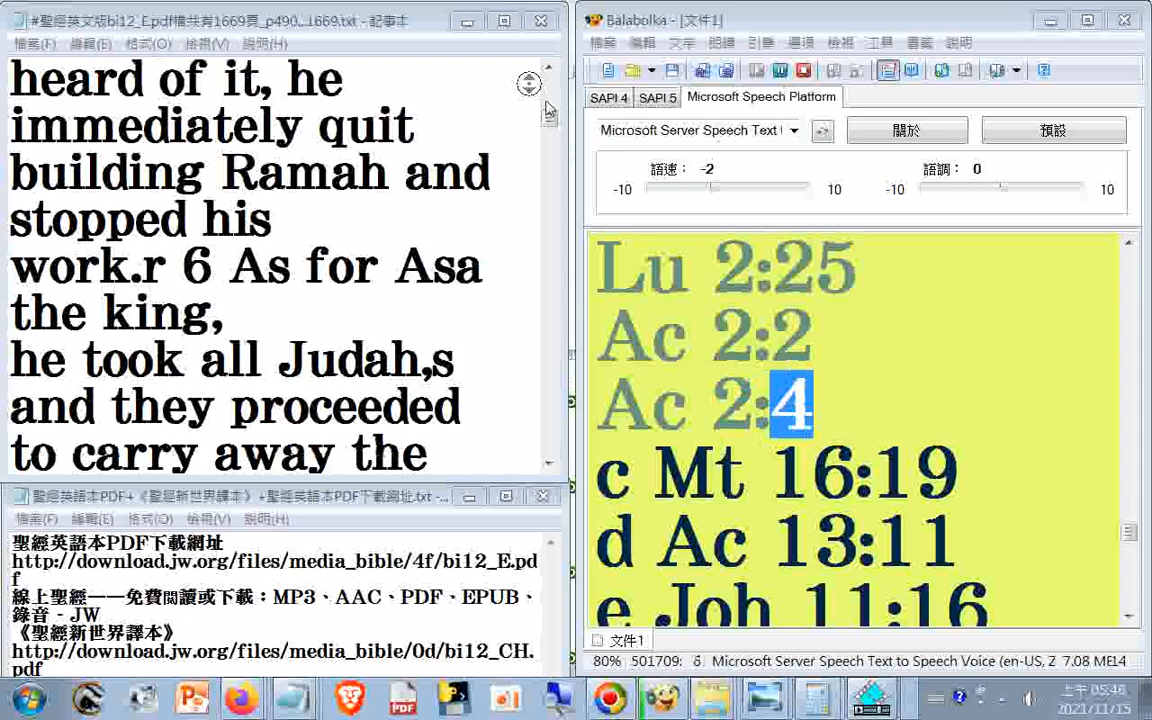 #聖經英文版bi12_E.pdf檔共有1669頁_p490...1669.txt - 記事本
檔案(F) 編輯(E) 格式(O) 檢視(V) 說明(H)
heard of it, he
immediately quit
building Ramah and
stopped his
work.r 6 As for Asa
the king,
he took all Judah,s
and they proceeded
to carry away the
聖經英語本PDF+《聖經新世界譯本》+聖經英語本PDF下載網址.txt -...
檔案(F) 編輯(E) 格式(O) 檢視(V) 說明(H)
聖經英語本PDF下載網址
http://download.jw.org/files/media_bible/4f/bi12_E.pd
f
線上聖經──免費閱讀或下載：MP3、AAC、PDF、EPUB、
錄音 - JW
《聖經新世界譯本》
http://download.jw.org/files/media_bible/0d/bi12_CH.
pdf
Balabolka - [文件1]
檔案 編輯 文字 朗讀 引擎 選項 檢視 工具 書籤 說明
SAPI 4 SAPI 5 Microsoft Speech Platform
Microsoft Server Speech Text 關於 預設
語速： -2 語調： 0
-10 10 -10 10
Lu 2:25
Ac 2:2
Ac 2:4
c Mt 16:19
d Ac 13:11
e Joh 11:16
文件1
80% 501709: Microsoft Server Speech Text to Speech Voice (en-US, Z 7.08 ME14
上午 05:46
2021/11/15